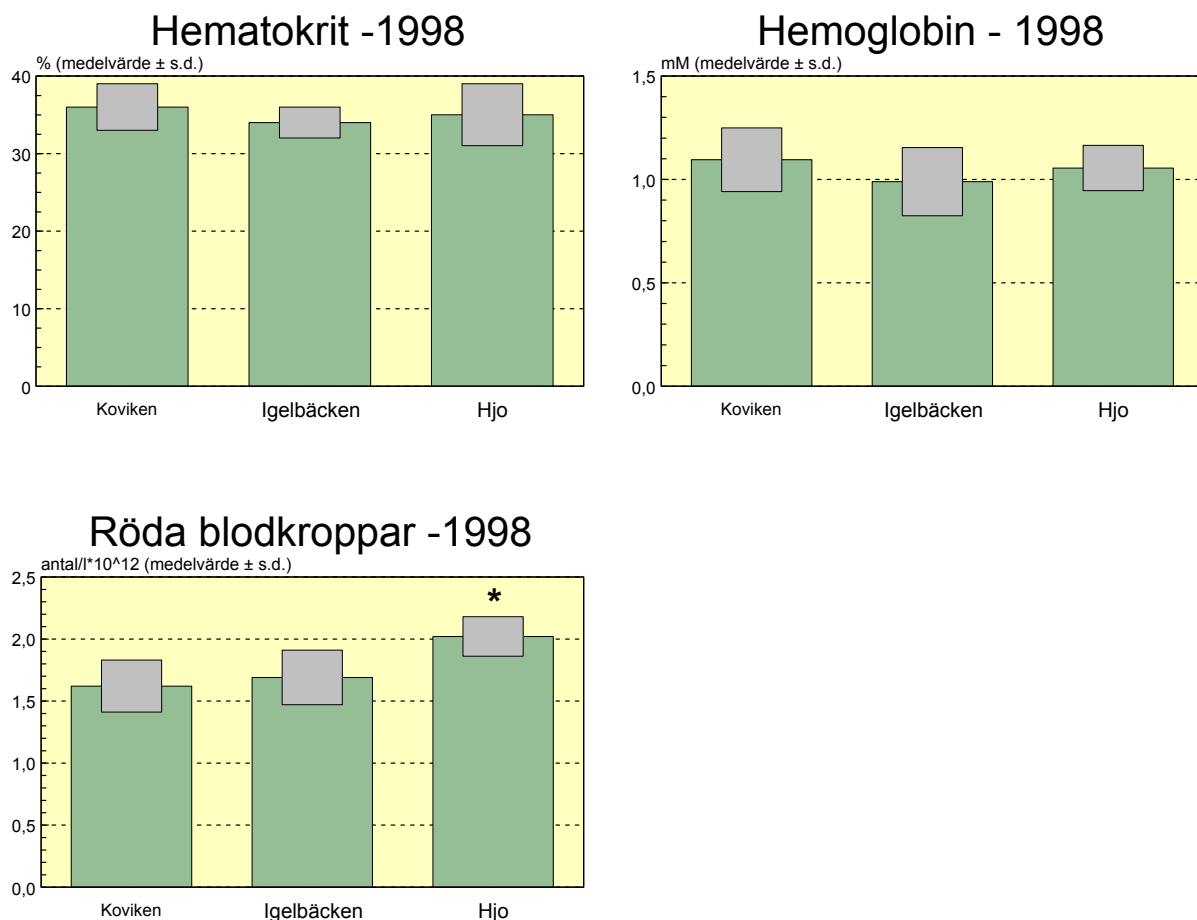 Hematokrit -1998
% (medelvärde ± s.d.)
40
30
20
10
0
Koviken Igelbäcken Hjo
Hemoglobin - 1998
mM (medelvärde ± s.d.)
1,5
1,0
0,5
0,0
Koviken Igelbäcken Hjo
Röda blodkroppar -1998
antal/l*10^12 (medelvärde ± s.d.)
2,5
*
2,0
1,5
1,0
0,5
0,0
Koviken Igelbäcken Hjo